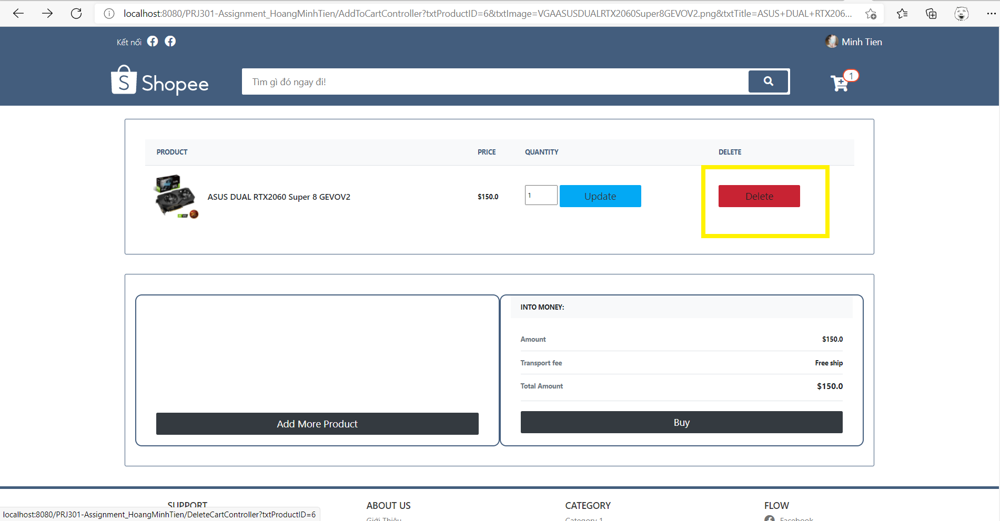 localhost:8080/PRJ301-Assignment_HoangMinhTien/AddToCartController?txtProductID=6&txtImage=VGAASUSDUALRTX2060Super8GEVOV2.png&txtTitle=ASUS+DUAL+RTX206...
Kết nối
Minh Tien
S Shopee
Tìm gì đó ngay đi!
1
PRODUCT PRICE QUANTITY DELETE
ASUS DUAL RTX2060 Super 8 GEVOV2 $150.0 1 Update Delete
INTO MONEY:
Amount $150.0
Transport fee Free ship
Total Amount $150.0
Add More Product
Buy
SUPPORT ABOUT US CATEGORY FLOW
Giới Thiệu Category 1 Facebook
localhost:8080/PRJ301-Assignment_HoangMinhTien/DeleteCartController?txtProductID=6